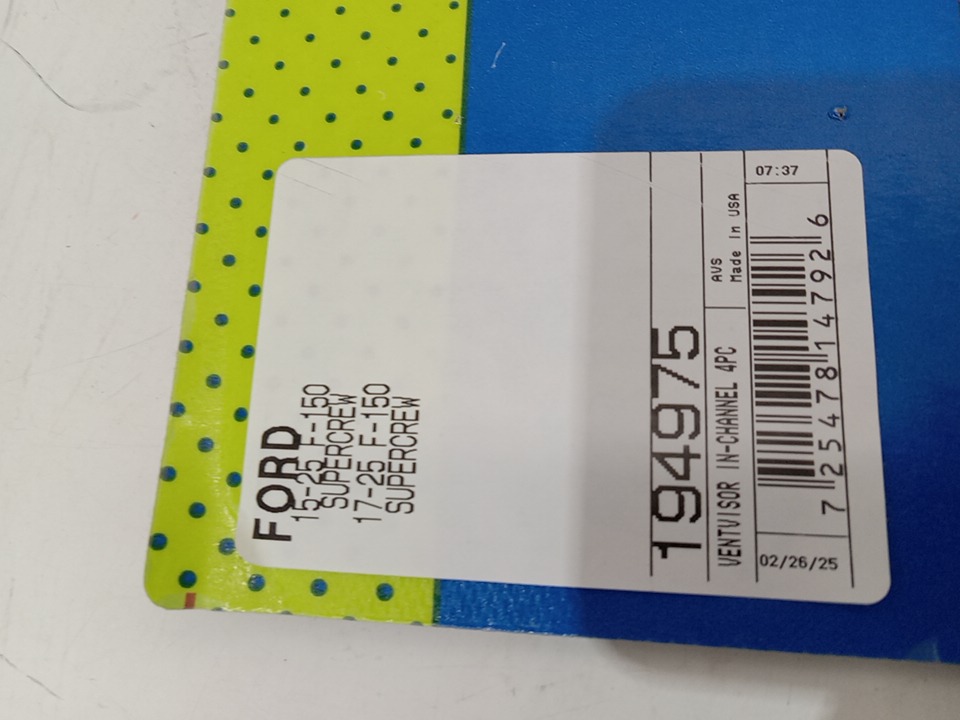 FORD
15-25 F-150
SUPERCREW
17-25 F-150
SUPERCREW
194975
VENTVISOR IN-CHANNEL 4PC
AVS
Made In USA
02/26/25
7 25478 14792 6
07:37